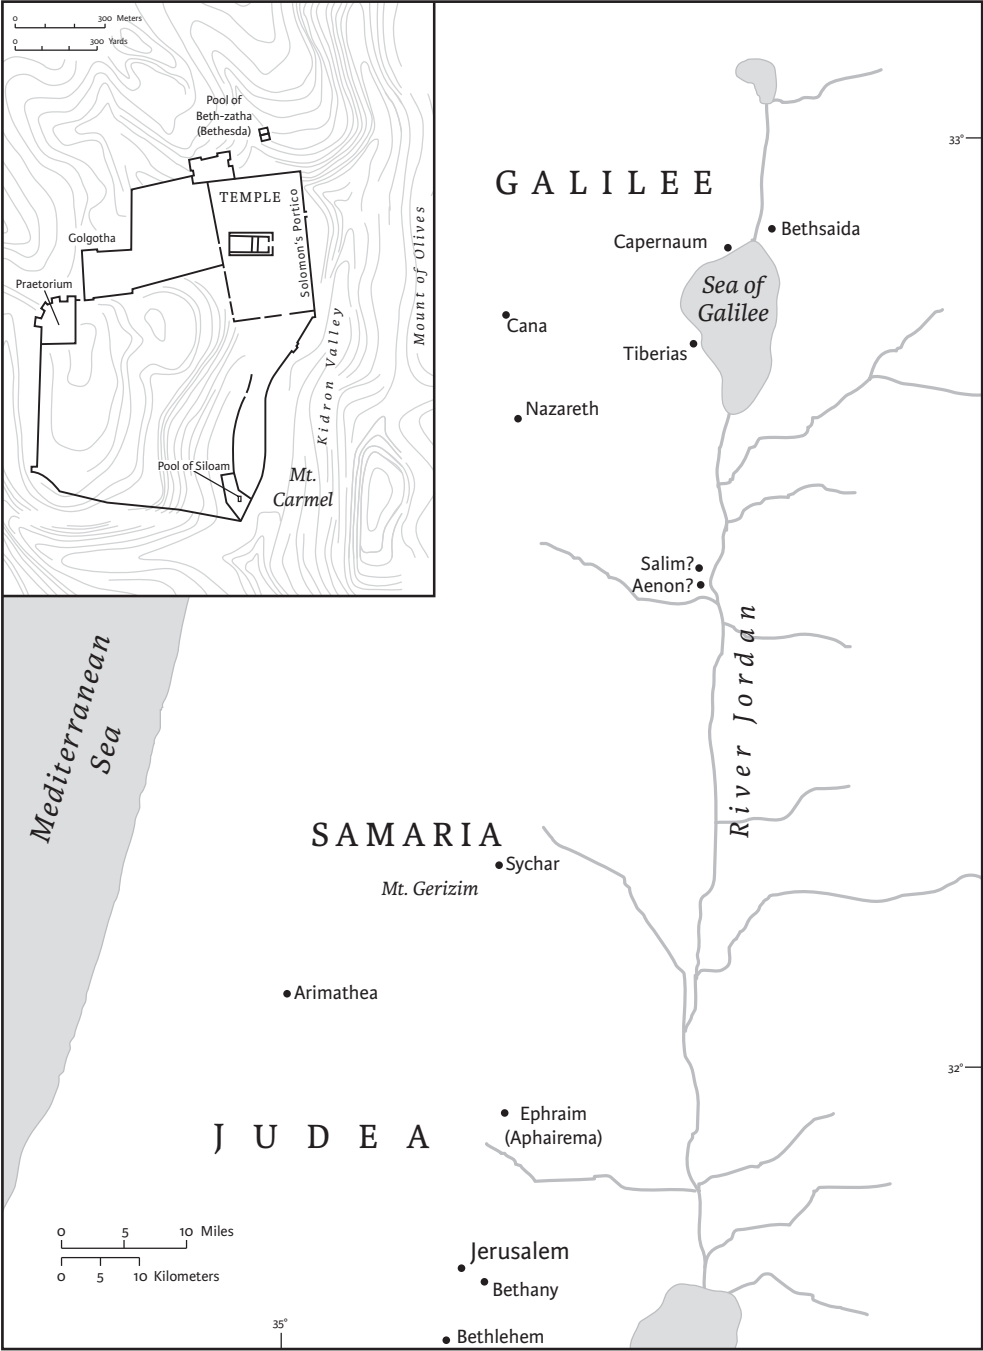 0 300 Meters
0 300 Yards
Pool of
Beth-zatha
(Bethesda)
TEMPLE
Solomon's Portico
Golgotha
Praetorium
Mount of Olives
Kidron Valley
Pool of Siloam
Mt.
Carmel
33°
GALILEE
Bethsaida
Capernaum
Sea of
Galilee
Cana
Tiberias
Nazareth
Salim?
Aenon?
River Jordan
Mediterranean
Sea
SAMARIA
Sychar
Mt. Gerizim
Arimathea
32°
Ephraim
(Aphairema)
JUDEA
0 5 10 Miles
0 5 10 Kilometers
Jerusalem
Bethany
35°
Bethlehem